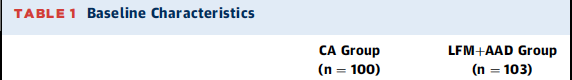 TABLE 1 Baseline Characteristics
CA Group LFM+AAD Group
(n = 100) (n = 103)